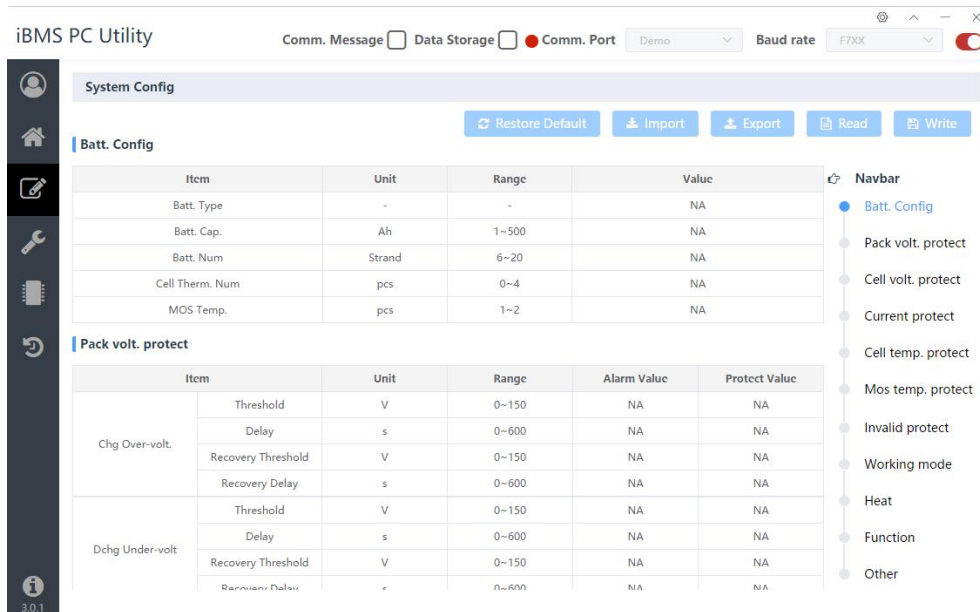 iBMS PC Utility
Comm. Message Data Storage Comm. Port Demo Baud rate F7XX
System Config
Restore Default Import Export Read Write
Batt. Config
Item Unit Range Value
Batt. Type - - NA
Batt. Cap. Ah 1~500 NA
Batt. Num Strand 6~20 NA
Cell Therm. Num pcs 0~4 NA
MOS Temp. pcs 1~2 NA
Pack volt. protect
Item Unit Range Alarm Value Protect Value
Chg Over-volt.
Threshold V 0~150 NA NA
Delay s 0~600 NA NA
Recovery Threshold V 0~150 NA NA
Recovery Delay s 0~600 NA NA
Dchg Under-volt
Threshold V 0~150 NA NA
Delay s 0~600 NA NA
Recovery Threshold V 0~150 NA NA
Recovery Delay s 0~600 NA NA
Navbar
Batt. Config
Pack volt. protect
Cell volt. protect
Current protect
Cell temp. protect
Mos temp. protect
Invalid protect
Working mode
Heat
Function
Other
3.0.1